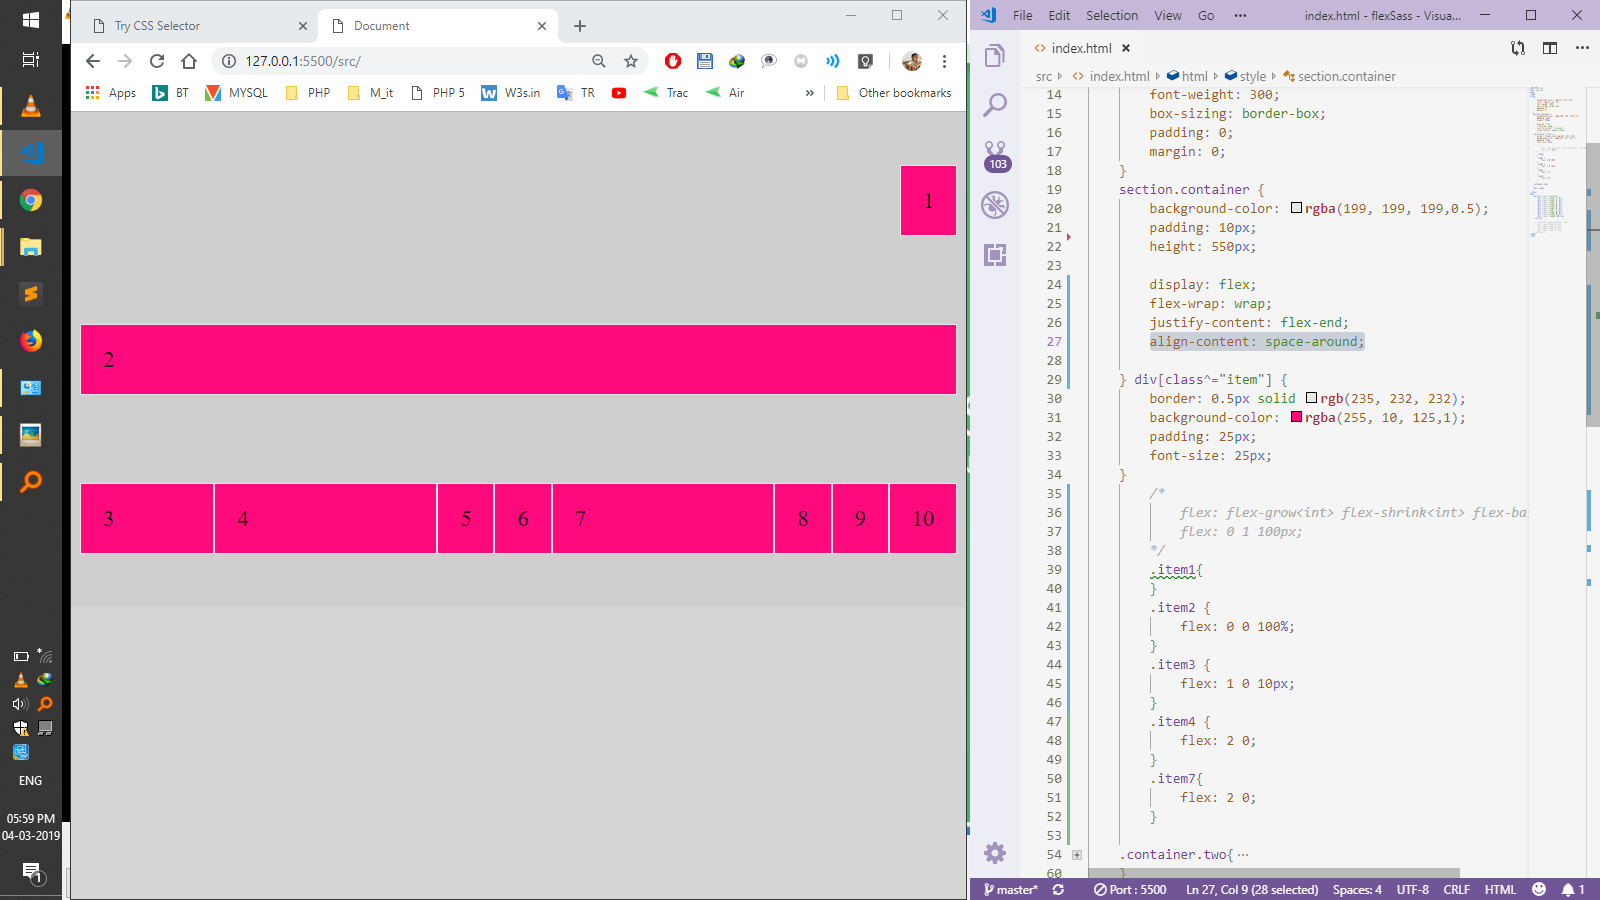 Try CSS Selector
Document
127.0.0.1:5500/src/
Apps BT MYSQL PHP M_it PHP 5 W3s.in TR Trac Air » Other bookmarks
1
2
3 4 5 6 7 8 9 10
ENG
05:59 PM
04-03-2019
1
File Edit Selection View Go ··· index.html - flexSass - Visua...
index.html
src index.html html style section.container
103
14 font-weight: 300;
15 box-sizing: border-box;
16 padding: 0;
17 margin: 0;
18 }
19 section.container {
20 background-color: rgba(199, 199, 199,0.5);
21 padding: 10px;
22 height: 550px;
23
24 display: flex;
25 flex-wrap: wrap;
26 justify-content: flex-end;
27 align-content: space-around;
28
29 } div[class^="item"] {
30 border: 0.5px solid rgb(235, 232, 232);
31 background-color: rgba(255, 10, 125,1);
32 padding: 25px;
33 font-size: 25px;
34 }
35 /*
36 flex: flex-grow<int> flex-shrink<int> flex-ba
37 flex: 0 1 100px;
38 */
39 .item1{
40 }
41 .item2 {
42 flex: 0 0 100%;
43 }
44 .item3 {
45 flex: 1 0 10px;
46 }
47 .item4 {
48 flex: 2 0;
49 }
50 .item7{
51 flex: 2 0;
52 }
53
54 .container.two{ ···
60 }
master* Port : 5500 Ln 27, Col 9 (28 selected) Spaces: 4 UTF-8 CRLF HTML 1